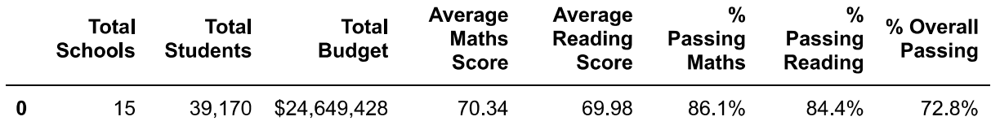 Total Schools Total Students Total Budget Average Maths Score Average Reading Score % Passing Maths % Passing Reading % Overall Passing
0 15 39,170 $24,649,428 70.34 69.98 86.1% 84.4% 72.8%